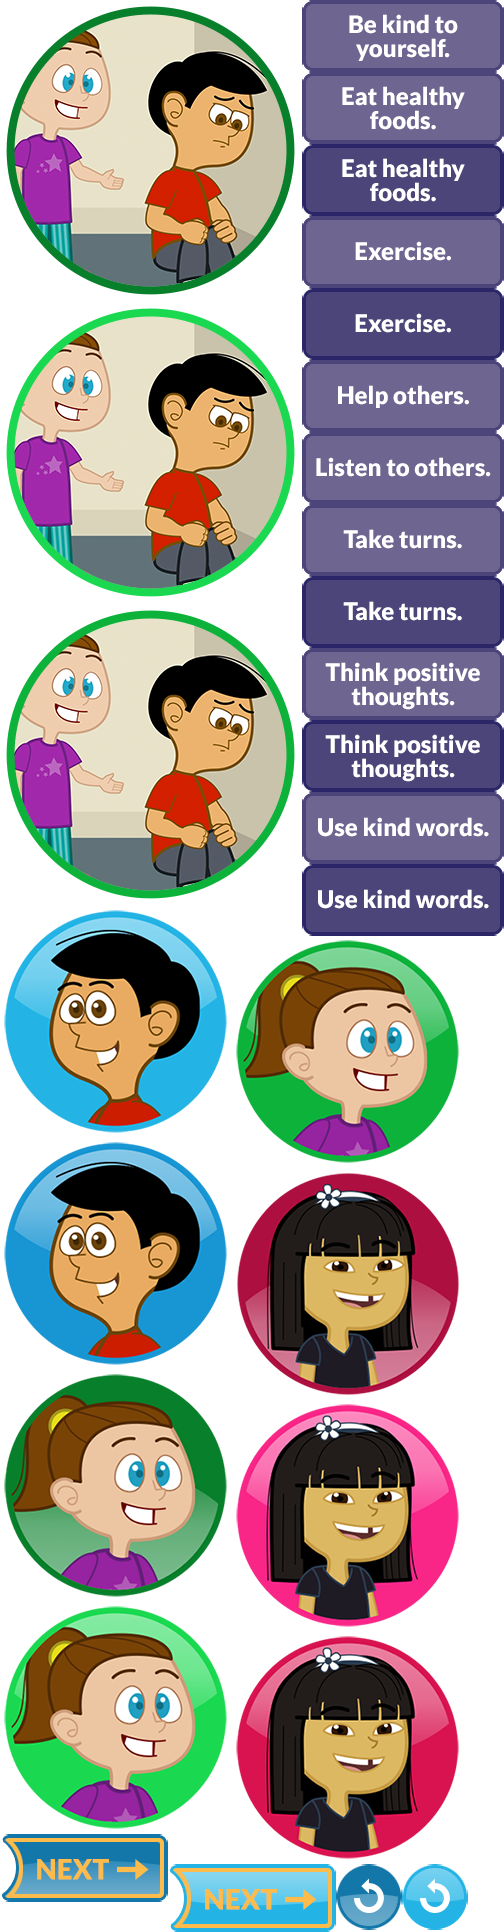 Be kind to
yourself.
Eat healthy
foods.
Eat healthy
foods.
Exercise.
Exercise.
Help others.
Listen to others.
Take turns.
Take turns.
Think positive
thoughts.
Think positive
thoughts.
Use kind words.
Use kind words.
NEXT
NEXT